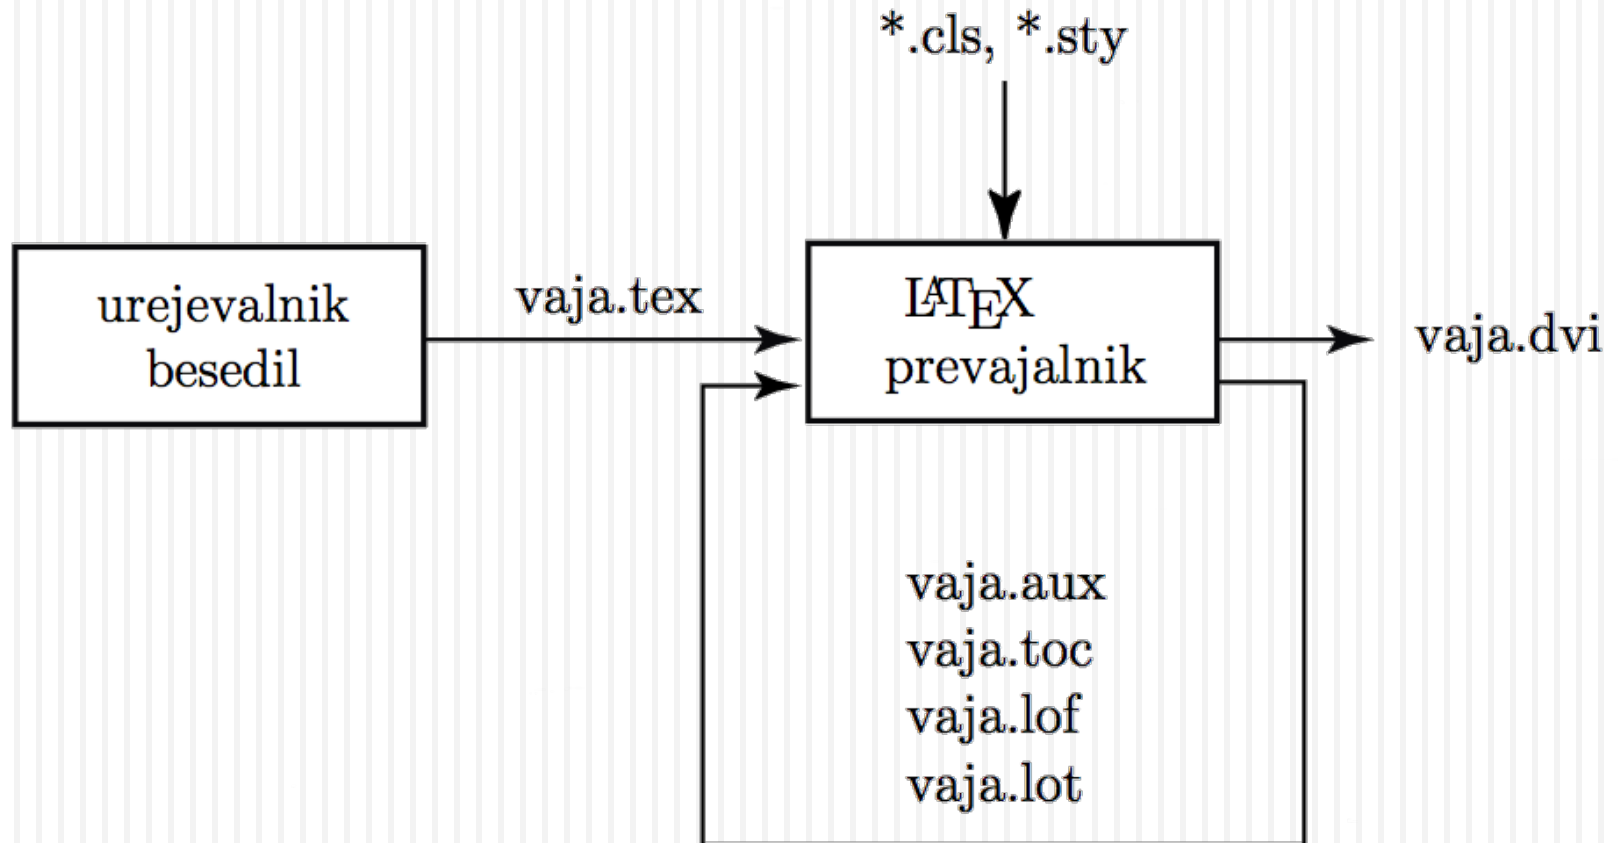 *.cls, *.sty
urejevalnik
besedil
vaja.tex
LATEX
prevajalnik
vaja.dvi
vaja.aux
vaja.toc
vaja.lof
vaja.lot